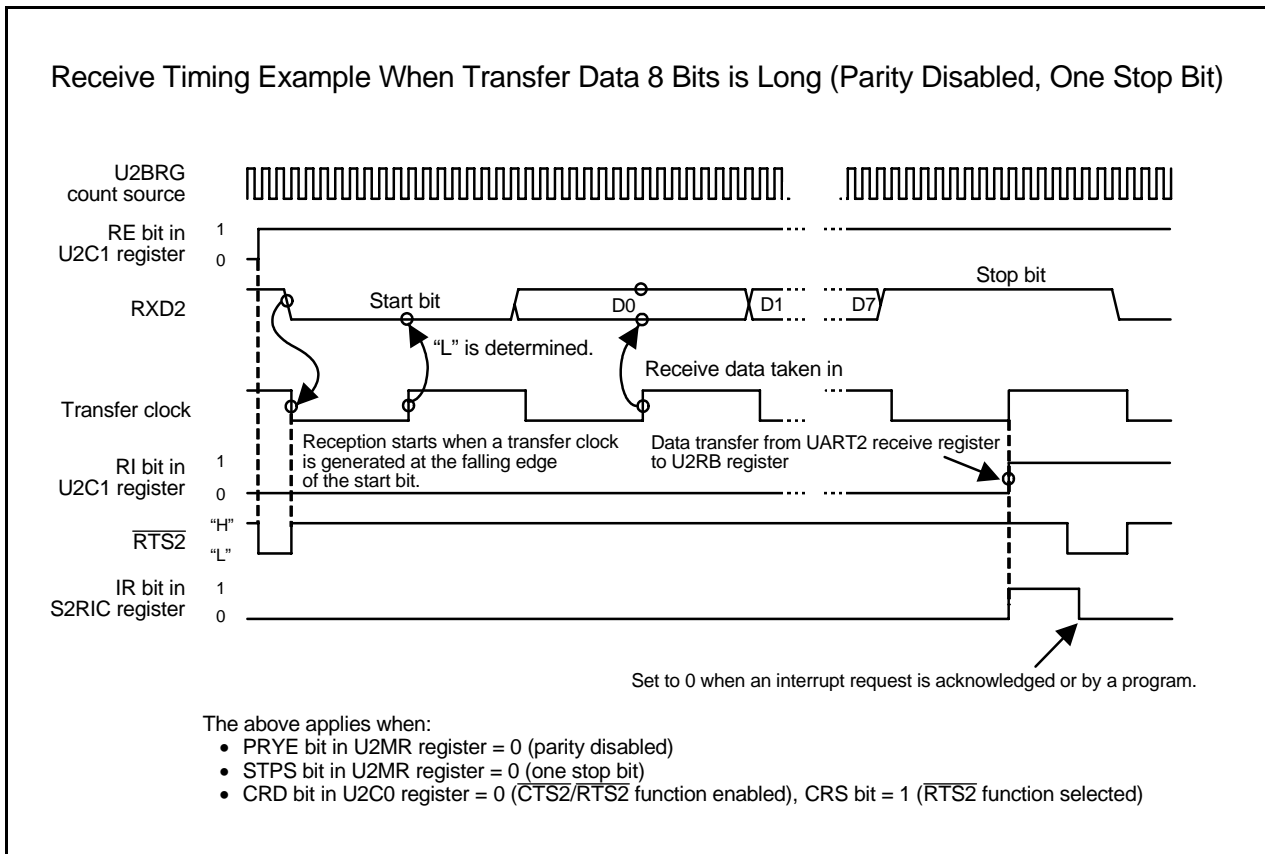 Receive Timing Example When Transfer Data 8 Bits is Long (Parity Disabled, One Stop Bit)
U2BRG
count source
RE bit in
U2C1 register
1
0
RXD2
Start bit
D0
D1
D7
Stop bit
“L” is determined.
Receive data taken in
Transfer clock
Reception starts when a transfer clock
is generated at the falling edge
of the start bit.
Data transfer from UART2 receive register
to U2RB register
RI bit in
U2C1 register
1
0
RTS2
“H”
“L”
IR bit in
S2RIC register
1
0
Set to 0 when an interrupt request is acknowledged or by a program.
The above applies when:
• PRYE bit in U2MR register = 0 (parity disabled)
• STPS bit in U2MR register = 0 (one stop bit)
• CRD bit in U2C0 register = 0 (CTS2/RTS2 function enabled), CRS bit = 1 (RTS2 function selected)